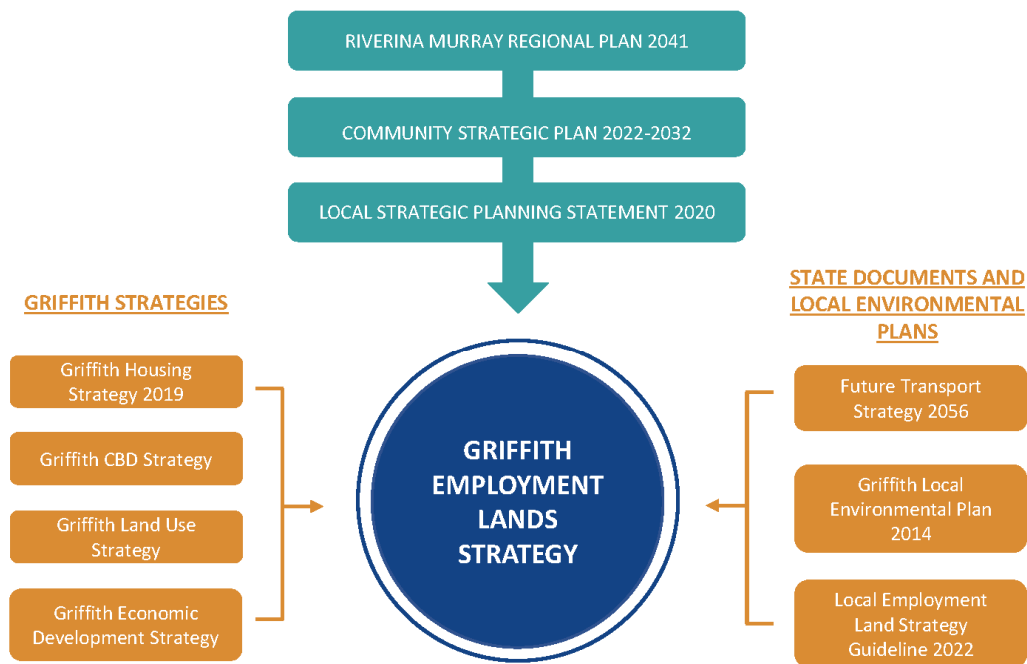 RIVERINA MURRAY REGIONAL PLAN 2041
COMMUNITY STRATEGIC PLAN 2022-2032
LOCAL STRATEGIC PLANNING STATEMENT 2020
GRIFFITH STRATEGIES
Griffith Housing
Strategy 2019
Griffith CBD Strategy
Griffith Land Use
Strategy
Griffith Economic
Development Strategy
GRIFFITH
EMPLOYMENT
LANDS
STRATEGY
STATE DOCUMENTS AND
LOCAL ENVIRONMENTAL
PLANS
Future Transport
Strategy 2056
Griffith Local
Environmental Plan
2014
Local Employment
Land Strategy
Guideline 2022